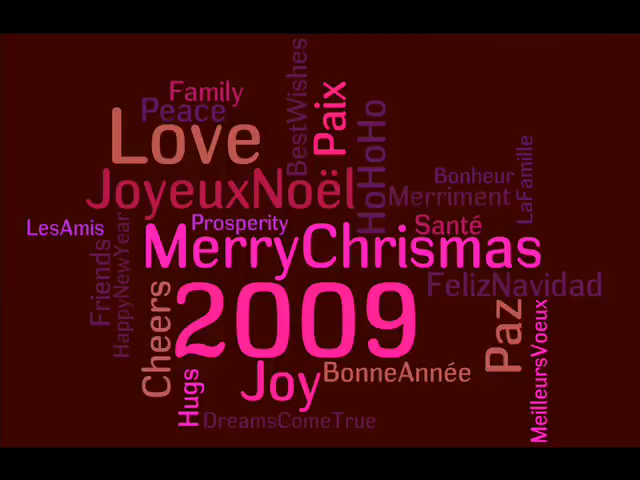 Family
Peace
Love
BestWishes
Paix
HoHoHo
JoyeuxNoël
Merriment
Bonheur
LaFamille
LesAmis
Prosperity
Santé
Friends
HappyNewYear
MerryChrismas
FelizNavidad
Cheers
2009
Paz
MeilleursVoeux
Hugs
Joy
BonneAnnée
DreamsComeTrue